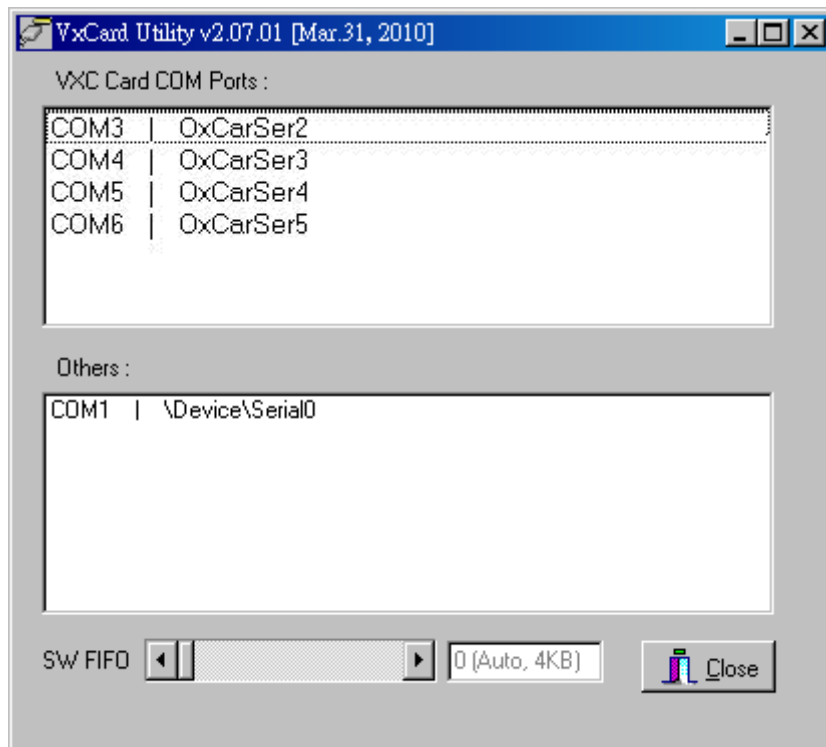 VxCard Utility v2.07.01 [Mar.31, 2010]
VXC Card COM Ports :
COM3 | OxCarSer2
COM4 | OxCarSer3
COM5 | OxCarSer4
COM6 | OxCarSer5
Others :
COM1 | \Device\Serial0
SW FIFO 0 (Auto, 4KB) Close